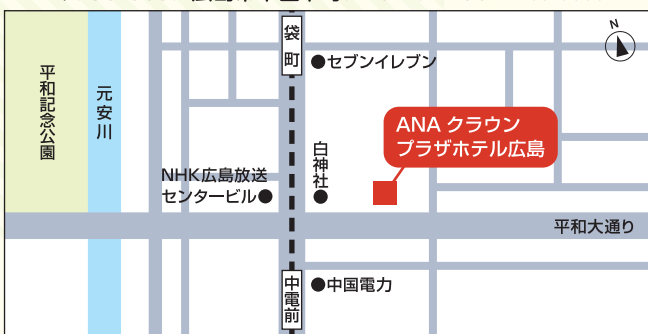 袋町
N
セブンイレブン
平和記念公園
元安川
ANA クラウン
プラザホテル広島
白神社
NHK広島放送
センタービル
平和大通り
中電前
中国電力